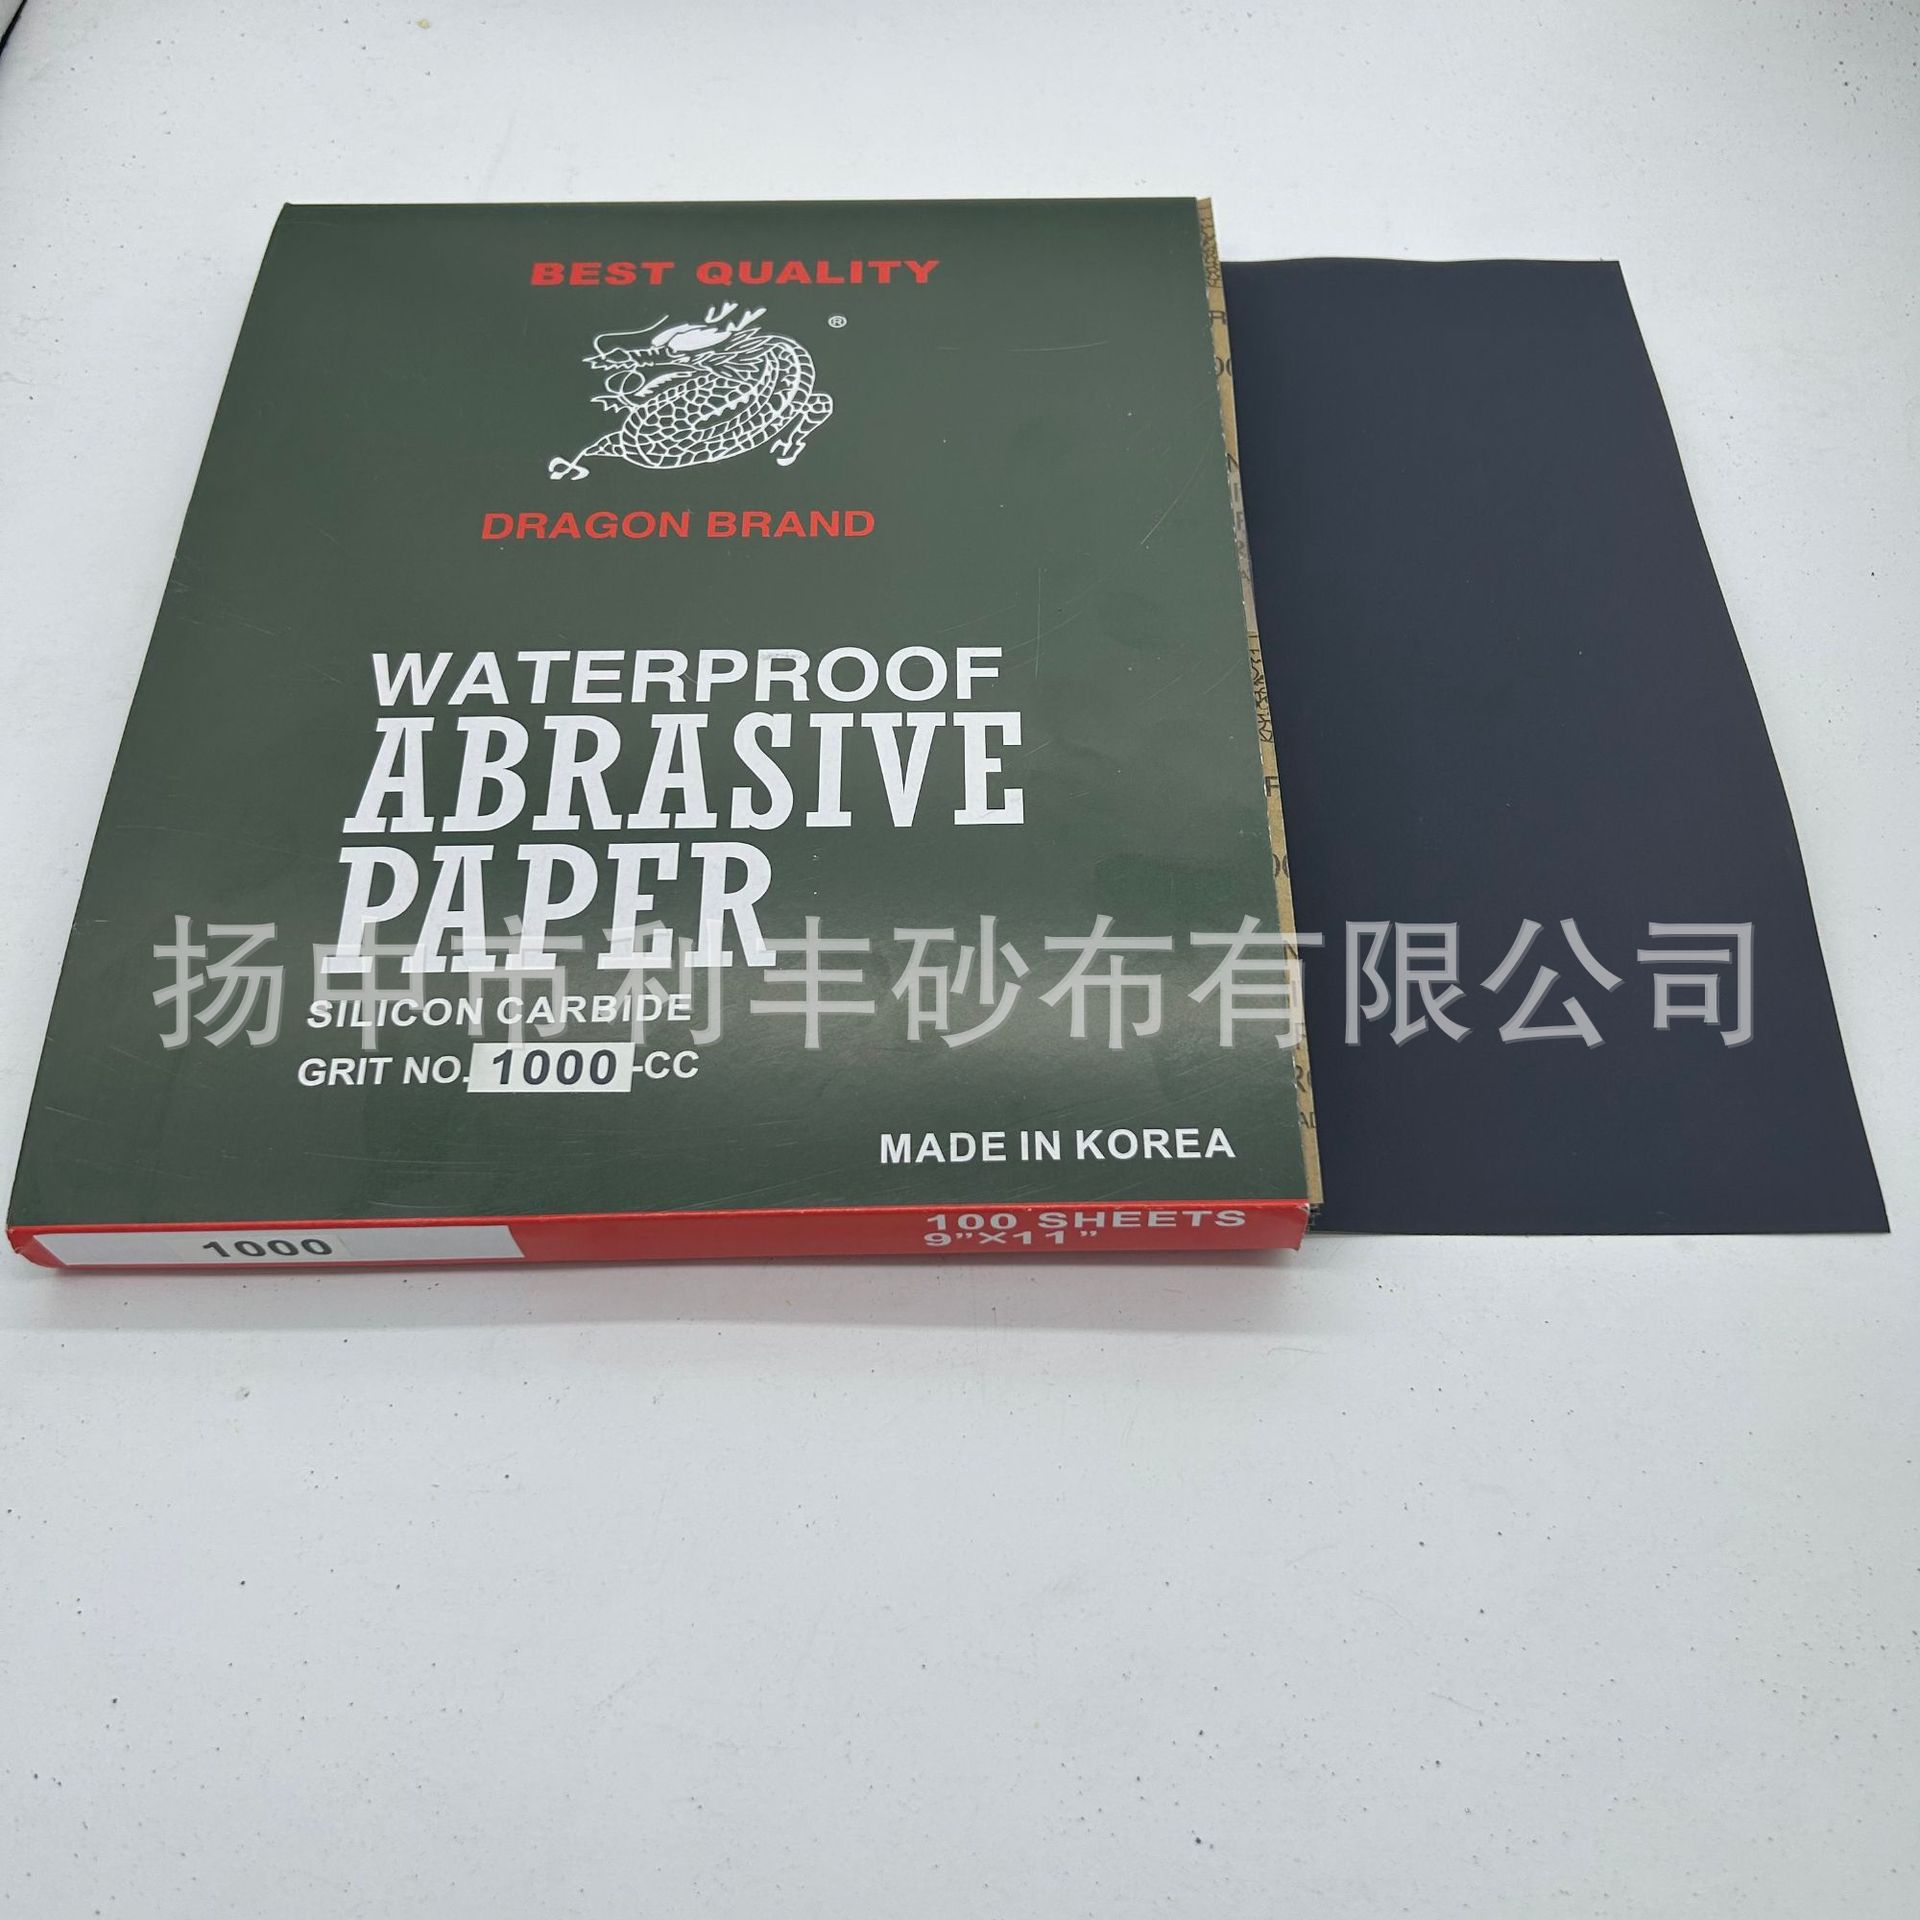 BEST QUALITY
®
DRAGON BRAND
WATERPROOF
ABRASIVE
PAPER
扬中市利丰砂布有限公司
SILICON CARBIDE
GRIT NO. 1000-CC
MADE IN KOREA
1000
100 SHEETS
9"X11"